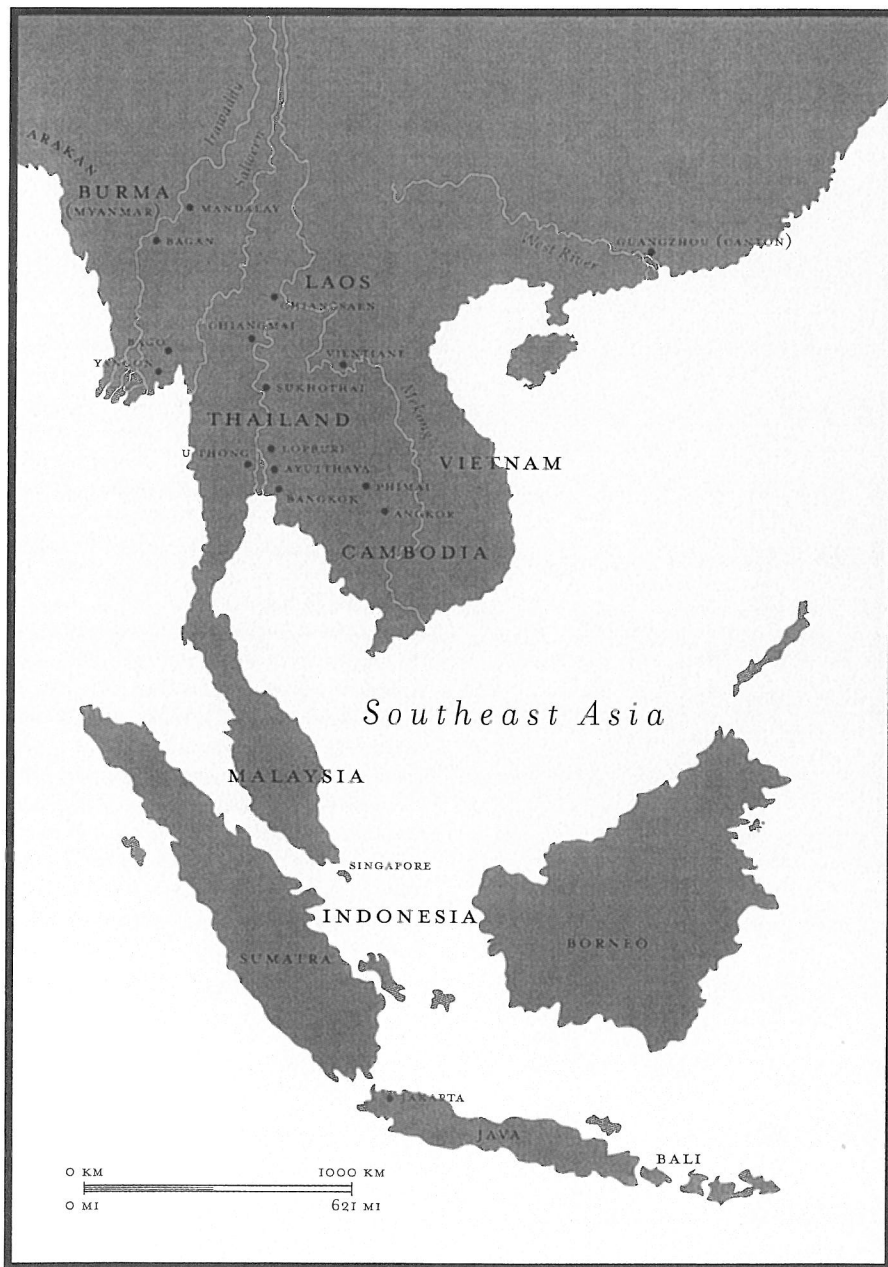 Irawaddy
Salween
ARAKAN
BURMA
(MYANMAR)
MANDALAY
BAGAN
West River
GUANGZHOU (CANTON)
LAOS
CHIANGSAEN
CHIANGMAI
BAGO
YANGON
VIENTIANE
SUKHOTHAI
Mekong
THAILAND
LOPBURI
U THONG
AYUTTHAYA
VIETNAM
BANGKOK
PHIMAI
ANGKOR
CAMBODIA
Southeast Asia
MALAYSIA
SINGAPORE
INDONESIA
SUMATRA
BORNEO
JAKARTA
JAVA
BALI
0 KM 1000 KM
0 MI 621 MI